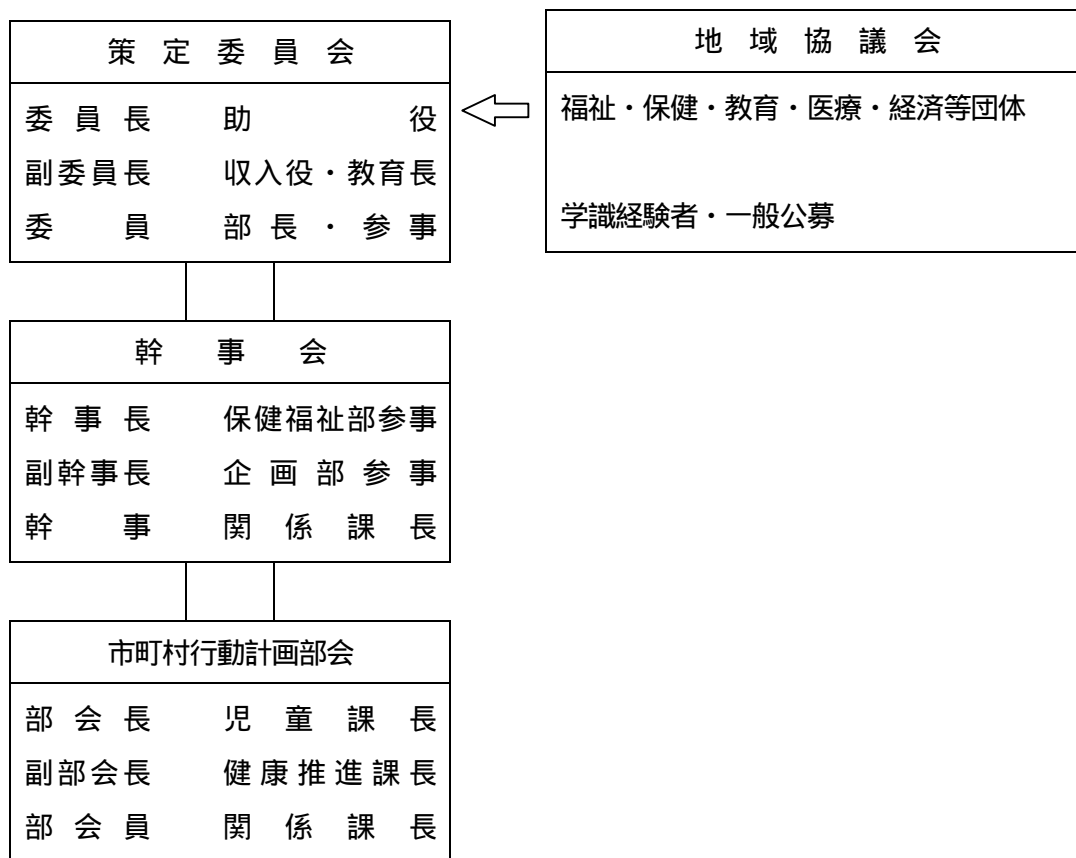 策定委員会
委員長 助役
副委員長 収入役・教育長
委員 部長・参事
地域協議会
福祉・保健・教育・医療・経済等団体
学識経験者・一般公募
幹事会
幹事長 保健福祉部参事
副幹事長 企画部参事
幹事 関係課長
市町村行動計画部会
部会長 児童課長
副部会長 健康推進課長
部会員 関係課長